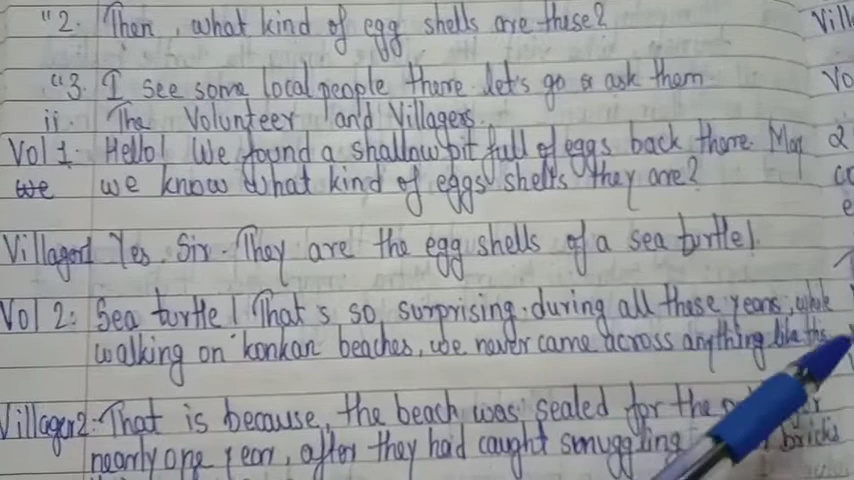 "2. Then, what kind of egg shells are these? Vill
"3. I see some local people there let's go & ask them Vo
ii. The Volunteer and Villagers.
Vol 1: Hello! We found a shallow pit full of eggs back there. May 2
we we know what kind of eggs shells they are?
Villager1 Yes Sir. They are the egg shells of a sea turtle!
Vol 2: Sea turtle! That's so surprising. during all these years, while
walking on konkan beaches, we never came across anything like this
Villager2: That is because, the beach was sealed for the
nearly one year, after they had caught smuggling bricks